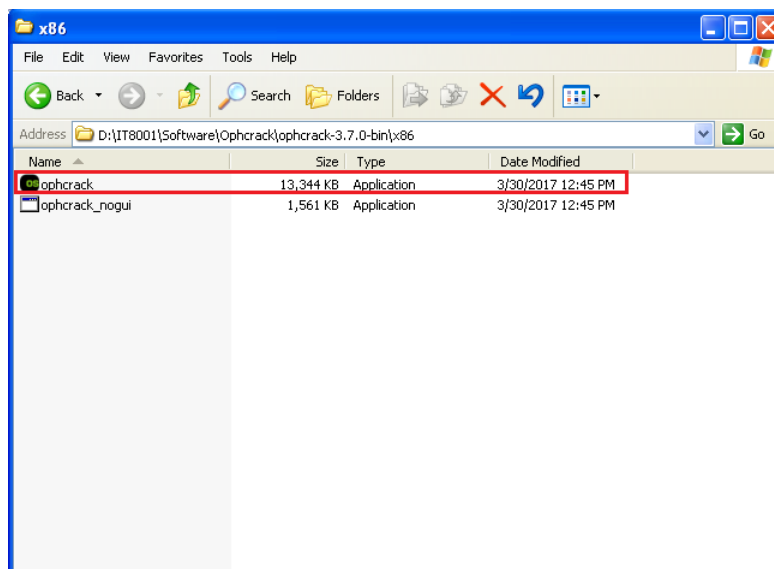 x86
File Edit View Favorites Tools Help
Back Search Folders
Address D:\IT8001\Software\Ophcrack\ophcrack-3.7.0-bin\x86 Go
Name Size Type Date Modified
OS ophcrack 13,344 KB Application 3/30/2017 12:45 PM
ophcrack_nogui 1,561 KB Application 3/30/2017 12:45 PM